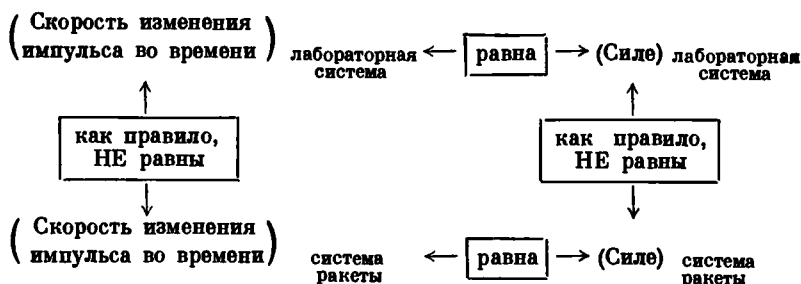 (Скорость изменения
импульса во времени) лабораторная система ← равна → (Силе) лабораторная система
как правило,
НЕ равны
как правило,
НЕ равны
(Скорость изменения
импульса во времени) система ракеты ← равна → (Силе) система ракеты